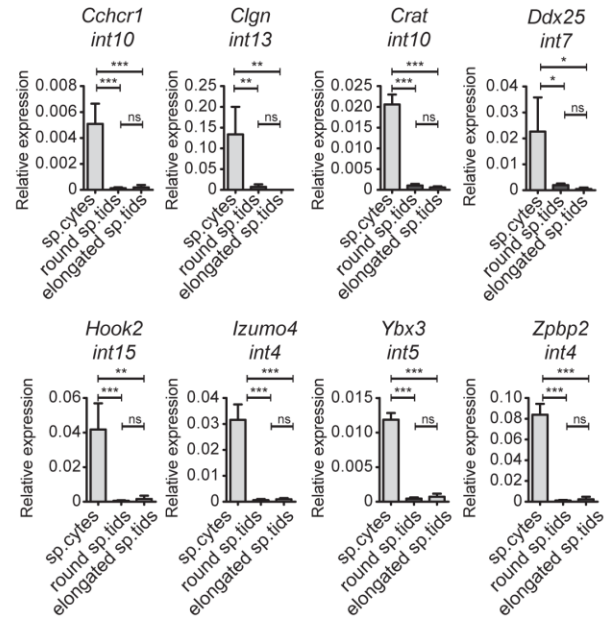 Cchcr1
int10
Relative expression
0.008
0.006
0.004
0.002
0
***
***
ns
sp.cytes
round sp.tids
elongated sp.tids
Clgn
int13
Relative expression
0.25
0.20
0.15
0.10
0.05
0
**
**
ns
sp.cytes
round sp.tids
elongated sp.tids
Crat
int10
Relative expression
0.025
0.020
0.015
0.010
0.005
0
***
***
ns
sp.cytes
round sp.tids
elongated sp.tids
Ddx25
int7
Relative expression
0.04
0.03
0.02
0.01
0
*
*
ns
sp.cytes
round sp.tids
elongated sp.tids
Hook2
int15
Relative expression
0.06
0.04
0.02
0
**
***
ns
sp.cytes
round sp.tids
elongated sp.tids
Izumo4
int4
Relative expression
0.04
0.03
0.02
0.01
0
***
***
ns
sp.cytes
round sp.tids
elongated sp.tids
Ybx3
int5
Relative expression
0.015
0.010
0.005
0
***
***
ns
sp.cytes
round sp.tids
elongated sp.tids
Zpbp2
int4
Relative expression
0.10
0.08
0.06
0.04
0.02
0
***
***
ns
sp.cytes
round sp.tids
elongated sp.tids